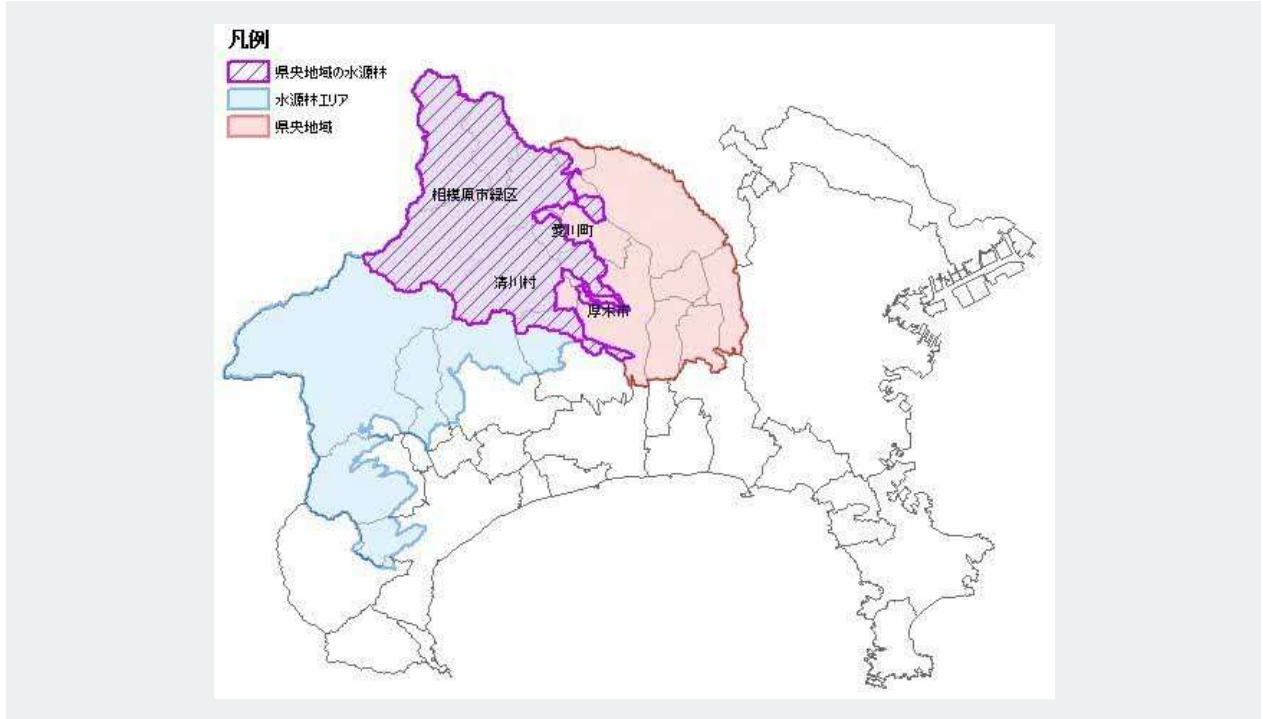 凡例
県央地域の水源林
水源林エリア
県央地域
相模原市緑区
愛川町
清川村
厚木市